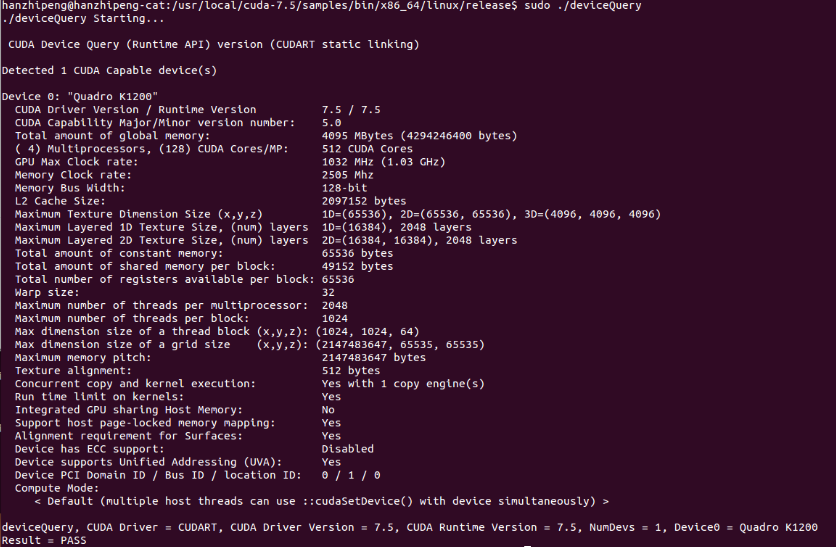 hanzhipeng@hanzhipeng-cat:/usr/local/cuda-7.5/samples/bin/x86_64/linux/release$ sudo ./deviceQuery
./deviceQuery Starting...

 CUDA Device Query (Runtime API) version (CUDART static linking)

Detected 1 CUDA Capable device(s)

Device 0: "Quadro K1200"
  CUDA Driver Version / Runtime Version          7.5 / 7.5
  CUDA Capability Major/Minor version number:    5.0
  Total amount of global memory:                 4095 MBytes (4294246400 bytes)
  ( 4) Multiprocessors, (128) CUDA Cores/MP:     512 CUDA Cores
  GPU Max Clock rate:                            1032 MHz (1.03 GHz)
  Memory Clock rate:                             2505 Mhz
  Memory Bus Width:                              128-bit
  L2 Cache Size:                                 2097152 bytes
  Maximum Texture Dimension Size (x,y,z)         1D=(65536), 2D=(65536, 65536), 3D=(4096, 4096, 4096)
  Maximum Layered 1D Texture Size, (num) layers  1D=(16384), 2048 layers
  Maximum Layered 2D Texture Size, (num) layers  2D=(16384, 16384), 2048 layers
  Total amount of constant memory:               65536 bytes
  Total amount of shared memory per block:       49152 bytes
  Total number of registers available per block: 65536
  Warp size:                                     32
  Maximum number of threads per multiprocessor:  2048
  Maximum number of threads per block:           1024
  Max dimension size of a thread block (x,y,z): (1024, 1024, 64)
  Max dimension size of a grid size    (x,y,z): (2147483647, 65535, 65535)
  Maximum memory pitch:                          2147483647 bytes
  Texture alignment:                             512 bytes
  Concurrent copy and kernel execution:          Yes with 1 copy engine(s)
  Run time limit on kernels:                     Yes
  Integrated GPU sharing Host Memory:            No
  Support host page-locked memory mapping:       Yes
  Alignment requirement for Surfaces:            Yes
  Device has ECC support:                        Disabled
  Device supports Unified Addressing (UVA):      Yes
  Device PCI Domain ID / Bus ID / location ID:   0 / 1 / 0
  Compute Mode:
     < Default (multiple host threads can use ::cudaSetDevice() with device simultaneously) >

deviceQuery, CUDA Driver = CUDART, CUDA Driver Version = 7.5, CUDA Runtime Version = 7.5, NumDevs = 1, Device0 = Quadro K1200
Result = PASS